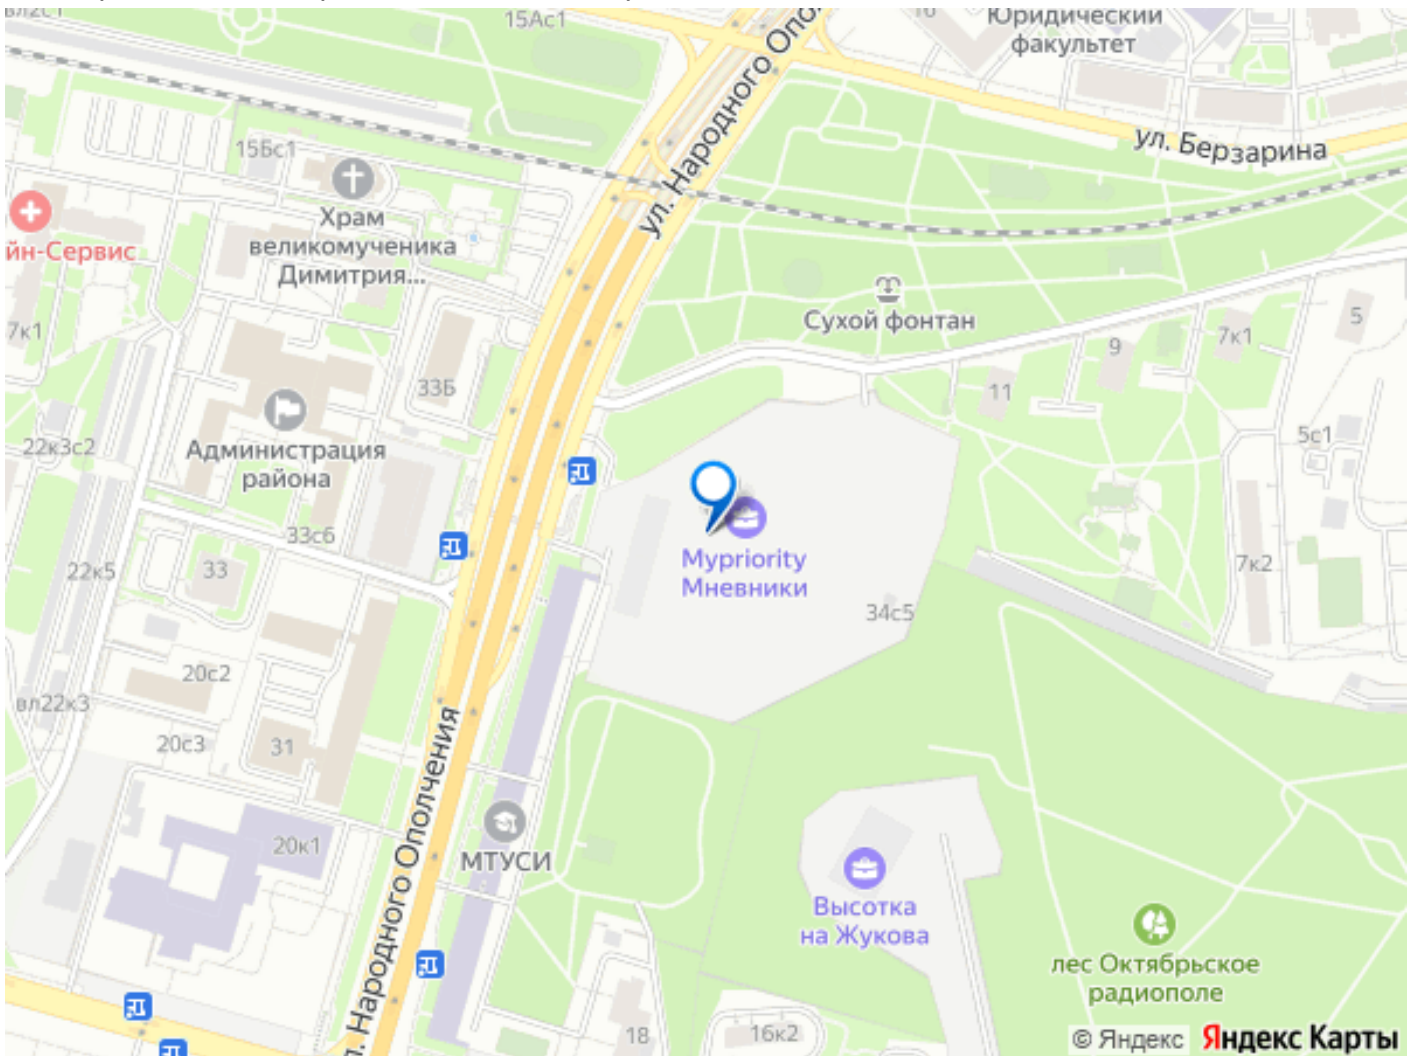 15Ас1
Юридический
факультет
ул. Народного Опо
ул. Берзарина
15Бс1
Храм
великомученика
Димитрия...
йн-Сервис
Сухой фонтан
7к1
5
7к1
9
11
33Б
Администрация
района
22к3с2
5с1
33с6
22к5
33
7к2
Mypriority
Мневники
34с5
20с2
вл22к3
20с3
31
20к1
МТУСИ
л. Народного Ополчения
Высотка
на Жукова
лес Октябрьское
радиополе
18
16к2
© Яндекс Яндекс Карты